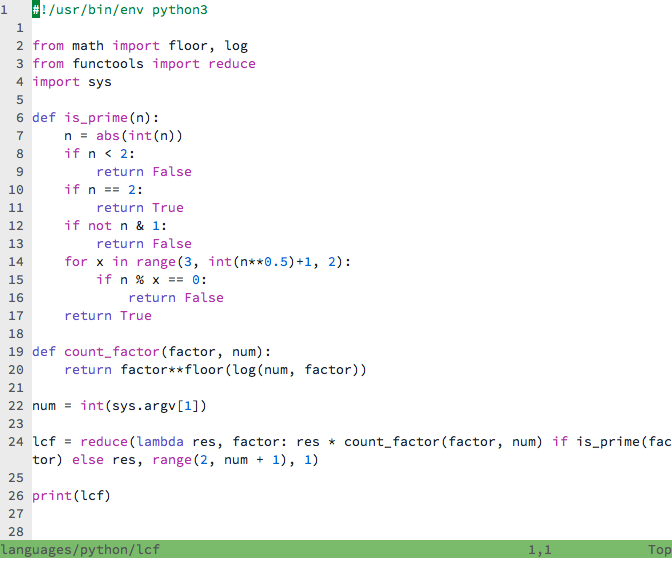 1 #!/usr/bin/env python3
1
2 from math import floor, log
3 from functools import reduce
4 import sys
5
6 def is_prime(n):
7     n = abs(int(n))
8     if n < 2:
9         return False
10     if n == 2:
11         return True
12     if not n & 1:
13         return False
14     for x in range(3, int(n**0.5)+1, 2):
15         if n % x == 0:
16             return False
17     return True
18
19 def count_factor(factor, num):
20     return factor**floor(log(num, factor))
21
22 num = int(sys.argv[1])
23
24 lcf = reduce(lambda res, factor: res * count_factor(factor, num) if is_prime(fac
tor) else res, range(2, num + 1), 1)
25
26 print(lcf)
27
28
languages/python/lcf 1,1 Top